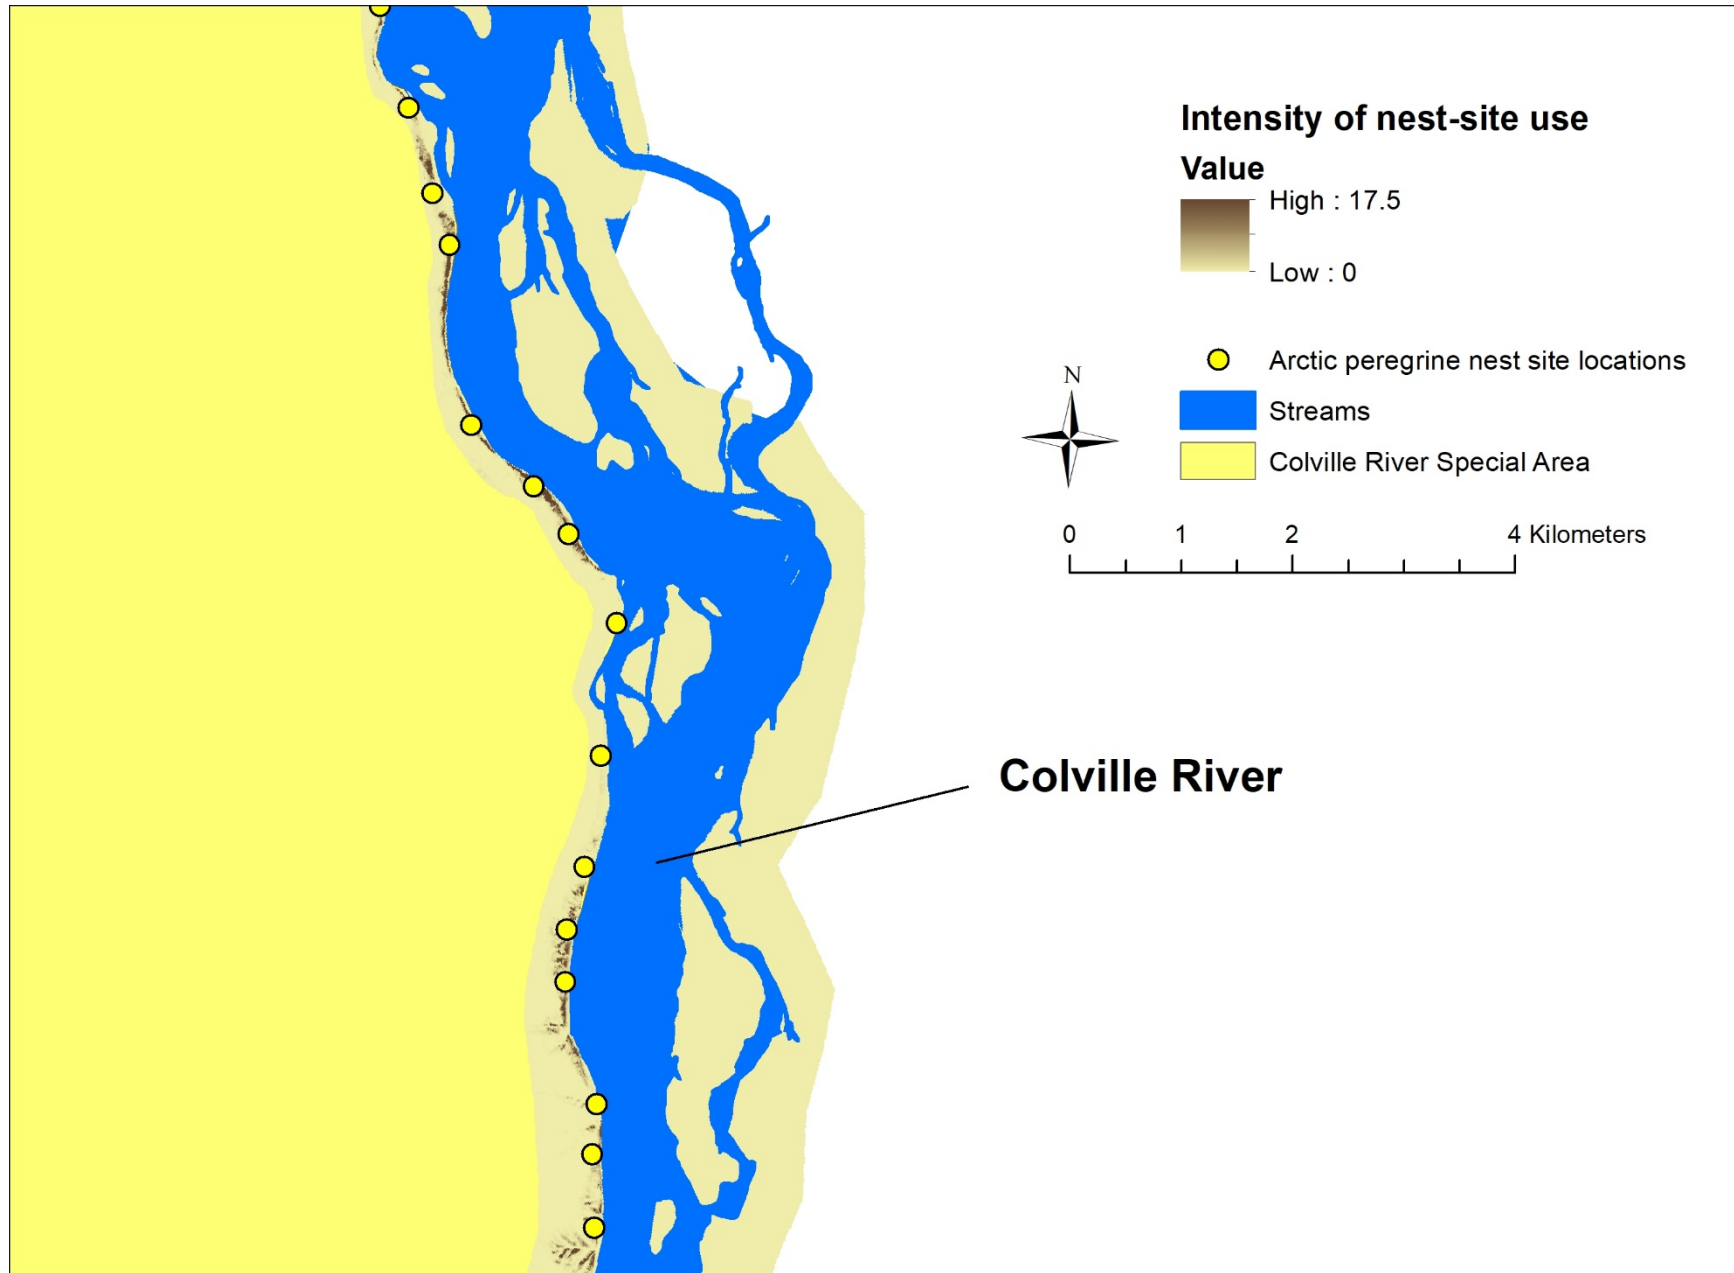 Intensity of nest-site use
Value
High : 17.5
Low : 0
Arctic peregrine nest site locations
Streams
Colville River Special Area
N
0 1 2 4 Kilometers
Colville River